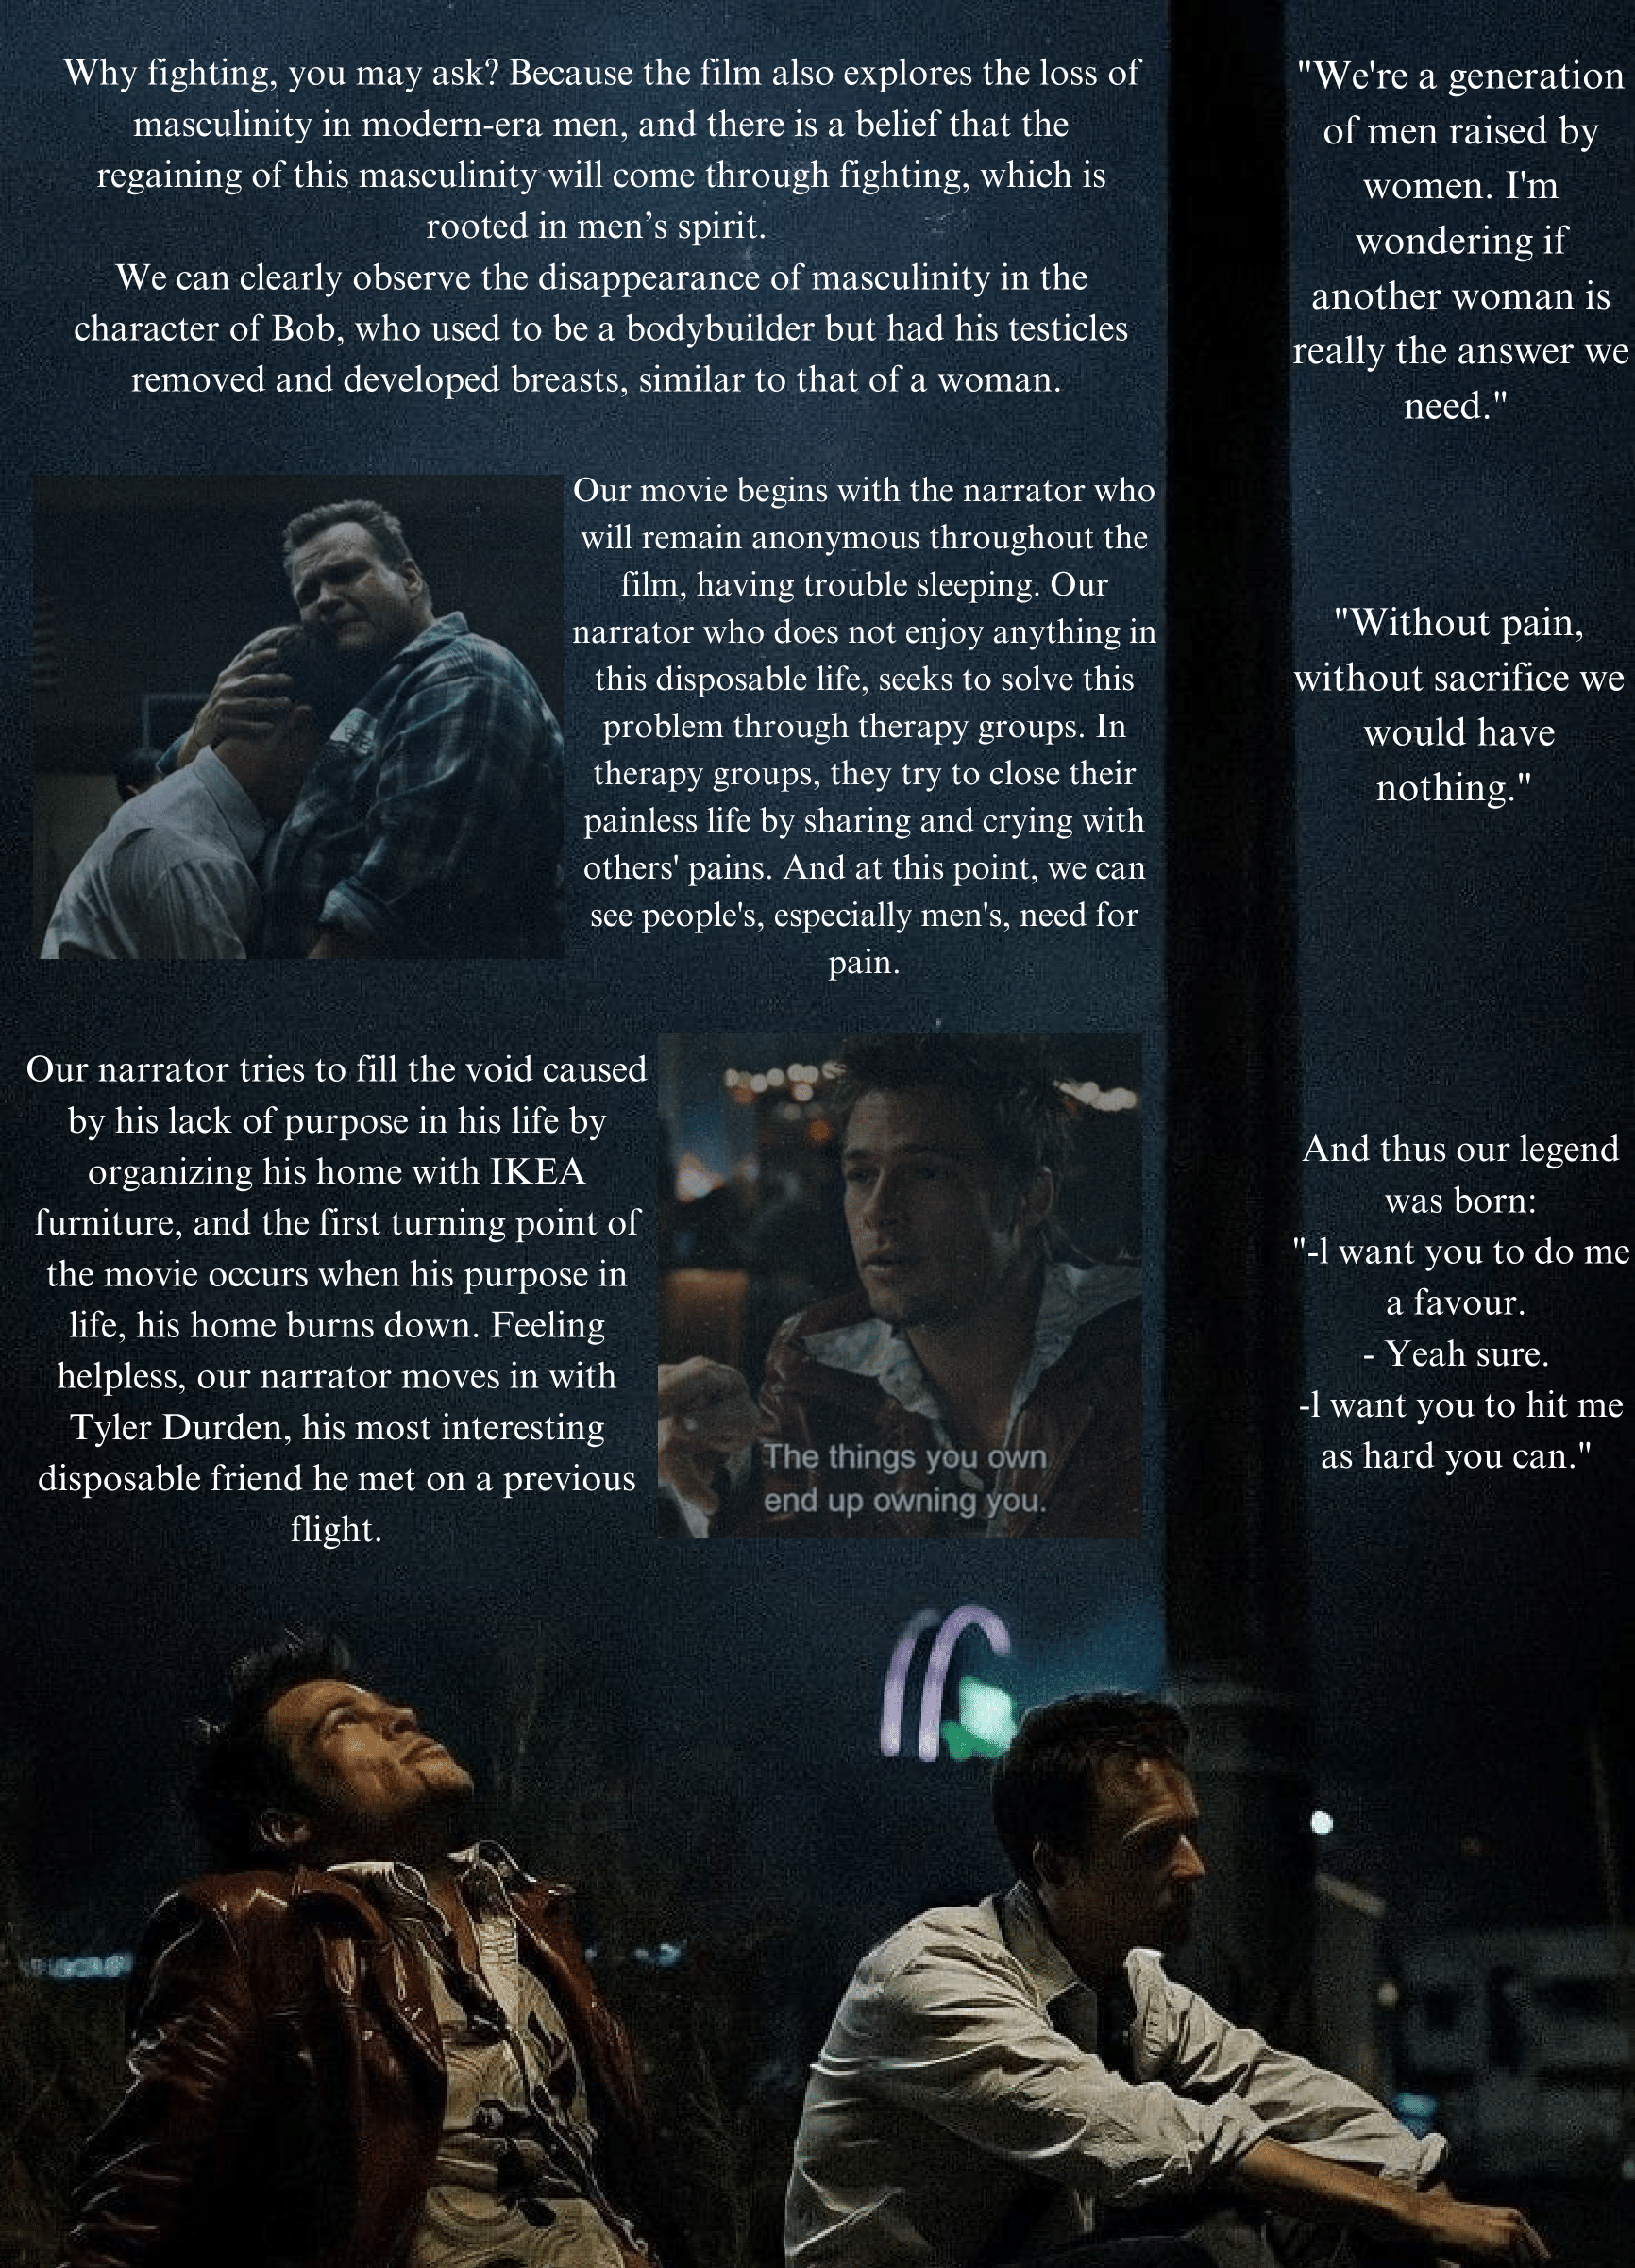 Why fighting, you may ask? Because the film also explores the loss of
masculinity in modern-era men, and there is a belief that the
regaining of this masculinity will come through fighting, which is
rooted in men’s spirit.
We can clearly observe the disappearance of masculinity in the
character of Bob, who used to be a bodybuilder but had his testicles
removed and developed breasts, similar to that of a woman.
Our movie begins with the narrator who
will remain anonymous throughout the
film, having trouble sleeping. Our
narrator who does not enjoy anything in
this disposable life, seeks to solve this
problem through therapy groups. In
therapy groups, they try to close their
painless life by sharing and crying with
others' pains. And at this point, we can
see people's, especially men's, need for
pain.
Our narrator tries to fill the void caused
by his lack of purpose in his life by
organizing his home with IKEA
furniture, and the first turning point of
the movie occurs when his purpose in
life, his home burns down. Feeling
helpless, our narrator moves in with
Tyler Durden, his most interesting
disposable friend he met on a previous
flight.
The things you own
end up owning you.
"We're a generation
of men raised by
women. I'm
wondering if
another woman is
really the answer we
need."
"Without pain,
without sacrifice we
would have
nothing."
And thus our legend
was born:
"-l want you to do me
a favour.
- Yeah sure.
-l want you to hit me
as hard you can."